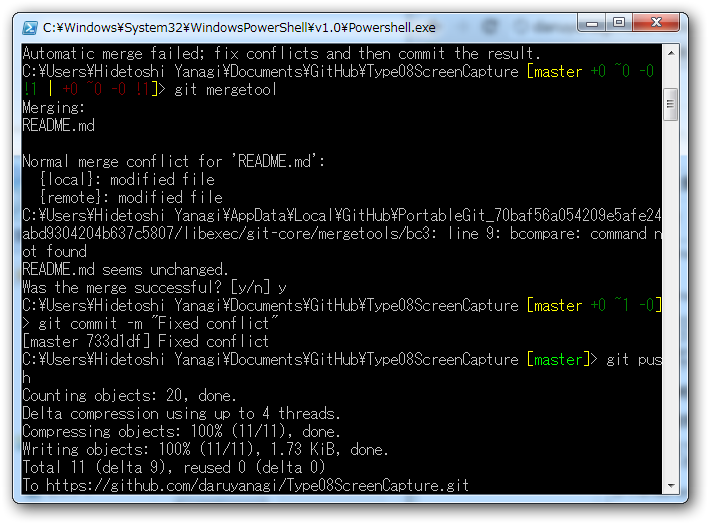 C:¥Windows¥System32¥WindowsPowerShell¥v1.0¥Powershell.exe
Automatic merge failed; fix conflicts and then commit the result.
C:¥Users¥Hidetoshi Yanagi¥Documents¥GitHub¥Type08ScreenCapture [master +0 ~0 -0
!1 | +0 ~0 -0 !1]> git mergetool
Merging:
README.md

Normal merge conflict for 'README.md':
  {local}: modified file
  {remote}: modified file
C:¥Users¥Hidetoshi Yanagi¥AppData¥Local¥GitHub¥PortableGit_70baf56a054209e5afe24
abd9304204b637c5807/libexec/git-core/mergetools/bc3: line 9: bcompare: command n
ot found
README.md seems unchanged.
Was the merge successful? [y/n] y
C:¥Users¥Hidetoshi Yanagi¥Documents¥GitHub¥Type08ScreenCapture [master +0 ~1 -0]
> git commit -m "Fixed conflict"
[master 733d1df] Fixed conflict
C:¥Users¥Hidetoshi Yanagi¥Documents¥GitHub¥Type08ScreenCapture [master]> git pus
h
Counting objects: 20, done.
Delta compression using up to 4 threads.
Compressing objects: 100% (11/11), done.
Writing objects: 100% (11/11), 1.73 KiB, done.
Total 11 (delta 9), reused 0 (delta 0)
To https://github.com/daruyanagi/Type08ScreenCapture.git